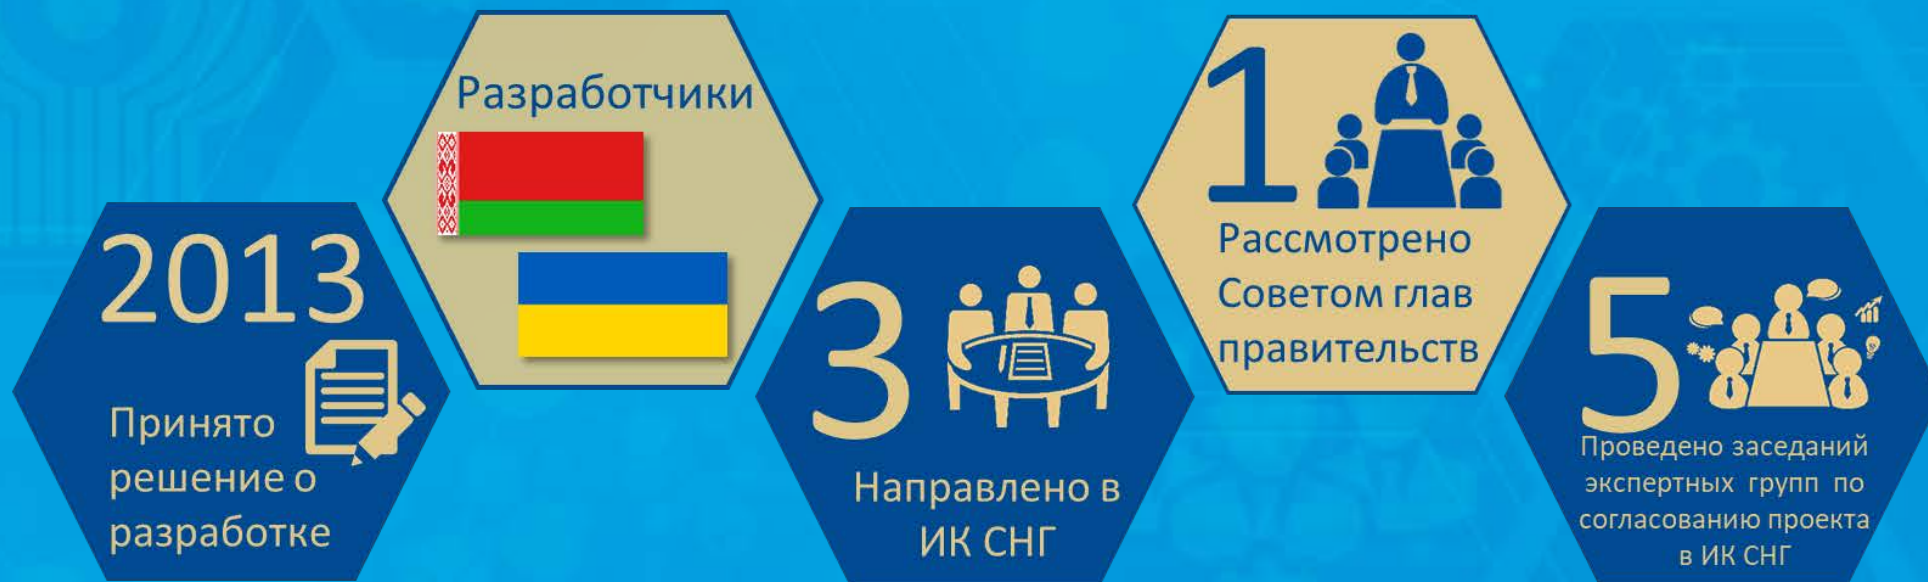 2013
Принято
решение о
разработке
Разработчики
3
Направлено в
ИК СНГ
1
Рассмотрено
Советом глав
правительств
5
Проведено заседаний
экспертных групп по
согласованию проекта
в ИК СНГ